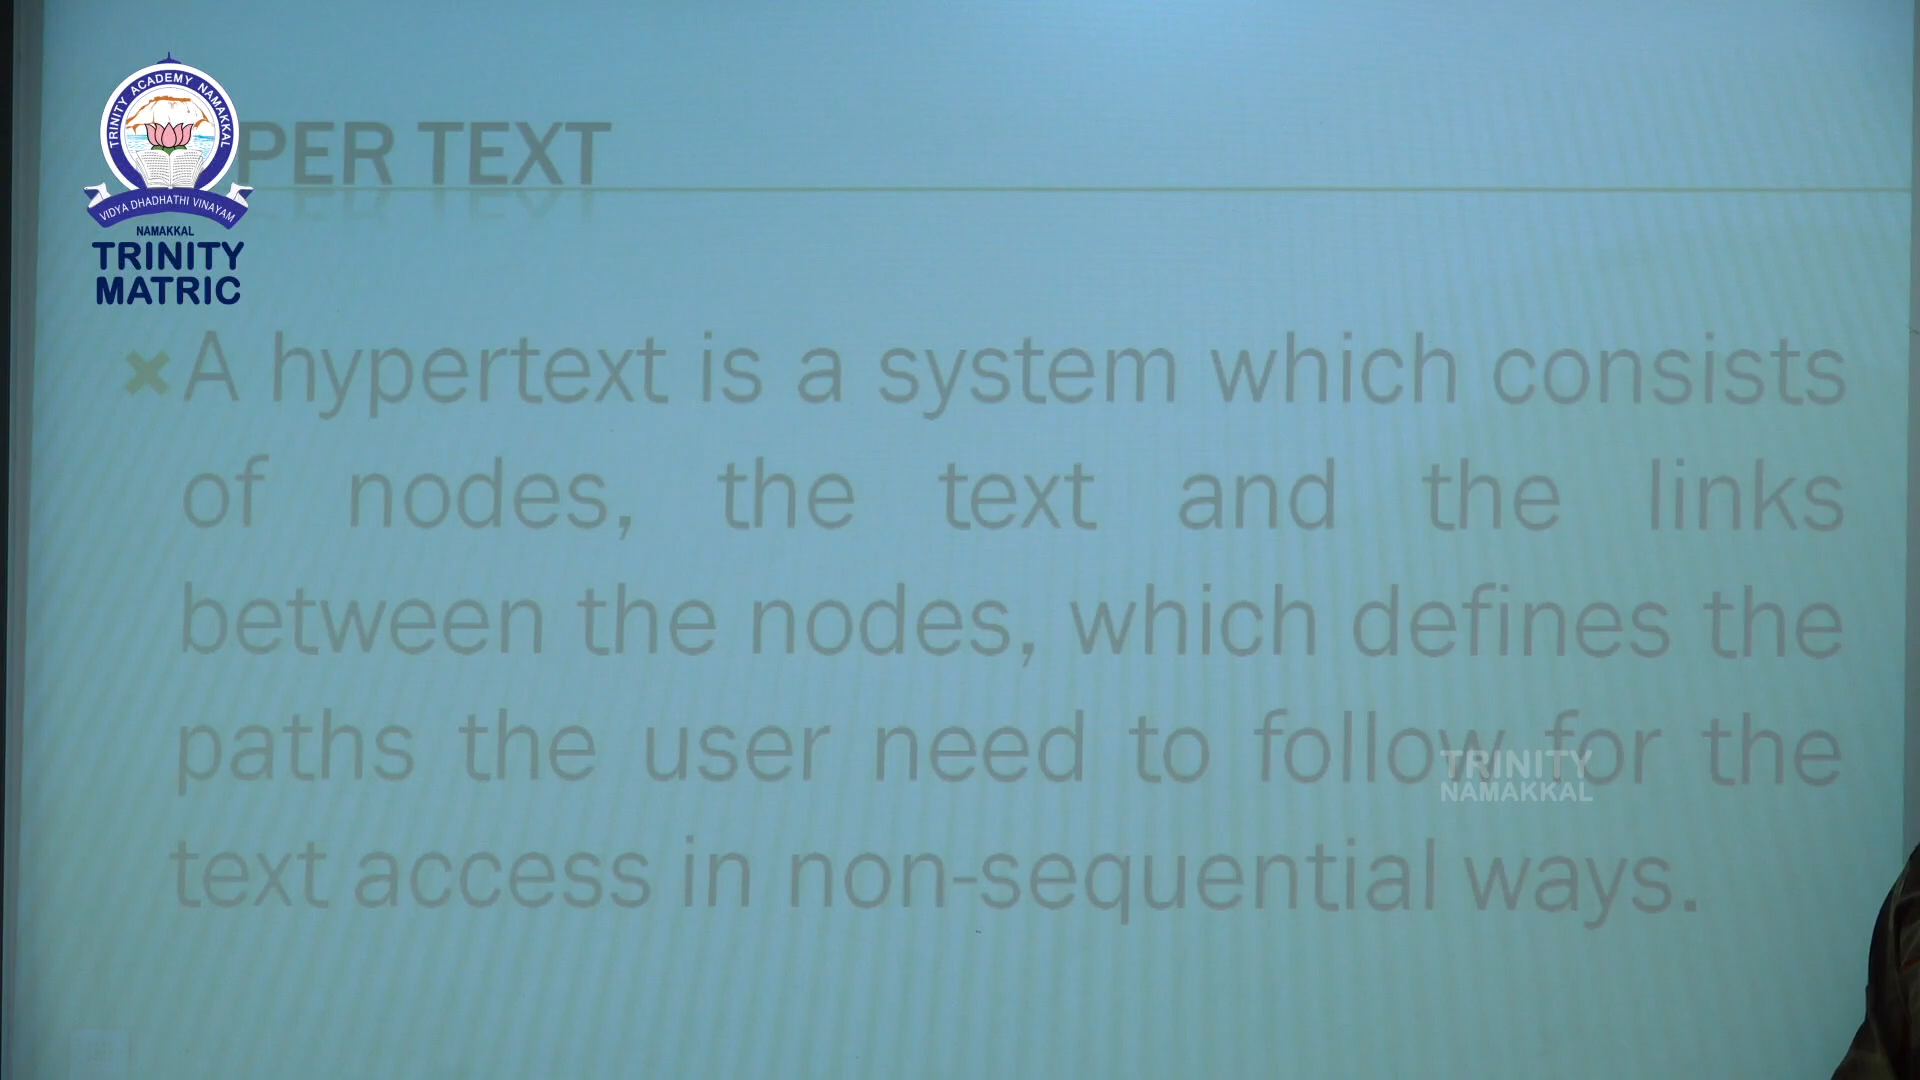 TRINITY ACADEMY NAMAKKAL
VIDYA DHADHATHI VINAYAM
NAMAKKAL
TRINITY
MATRIC
PER TEXT
A hypertext is a system which consists
of nodes, the text and the links
between the nodes, which defines the
paths the user need to follow for the
text access in non-sequential ways.
TRINITY
NAMAKKAL